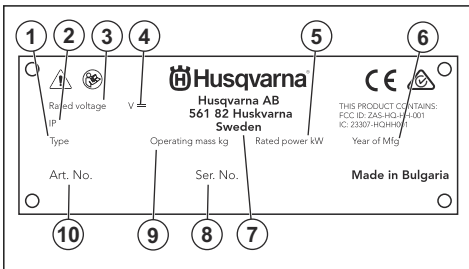 1 2 3 4 5 6
Husqvarna
Husqvarna AB
561 82 Huskvarna
Sweden
CE
Rated voltage V
IP
Type
THIS PRODUCT CONTAINS:
FCC ID: ZAS-HQ-HH-001
IC: 23307-HQHH001
Operating mass kg Rated power kW Year of Mfg
Art. No. Ser. No. Made in Bulgaria
10 9 8 7